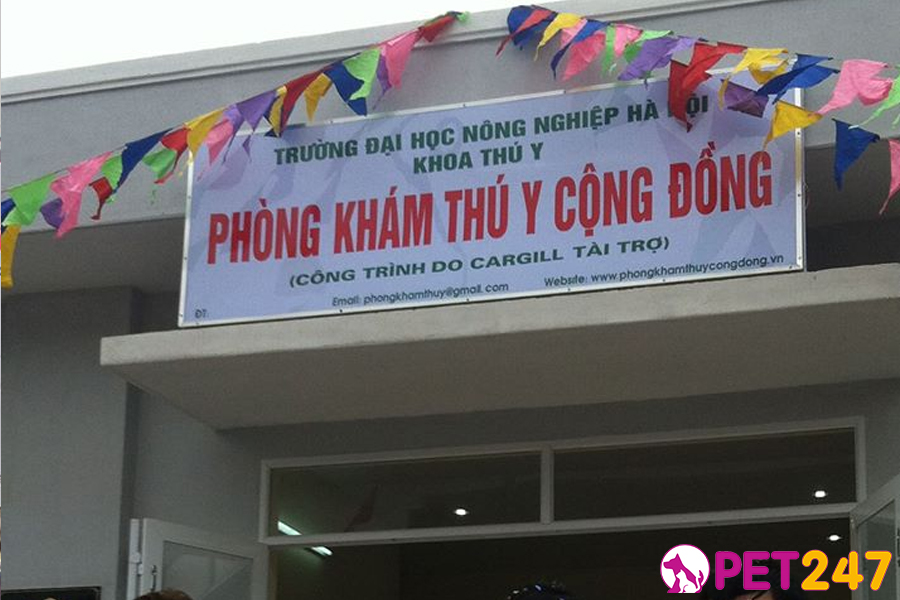 TRƯỜNG ĐẠI HỌC NÔNG NGHIỆP HÀ NỘI
KHOA THÚ Y
PHÒNG KHÁM THÚ Y CỘNG ĐỒNG
(CÔNG TRÌNH DO CARGILL TÀI TRỢ)
ĐT: Email: phongkhamthuy@gmail.com Website: www.phongkhamthuycongdong.vn
PET247